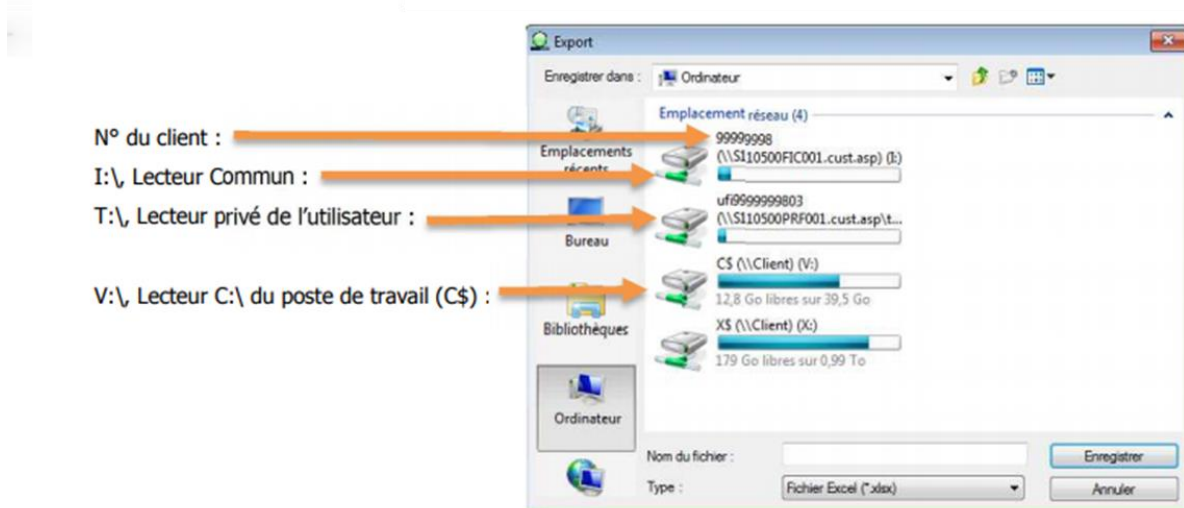 Export
Enregistrer dans :
Ordinateur
N° du client :
I:\, Lecteur Commun :
T:\, Lecteur privé de l'utilisateur :
V:\, Lecteur C:\ du poste de travail (C$) :
Emplacements
récents
Bureau
Bibliothèques
Ordinateur
Emplacement réseau (4)
99999998
(\\S110500FIC001.cust.asp) (I:)
ufi9999999803
(\\S110500PRF001.cust.asp\t...
C$ (\\Client) (V:)
12,8 Go libres sur 39,5 Go
X$ (\\Client) (X:)
179 Go libres sur 0,99 To
Nom du fichier :
Enregistrer
Type :
Fichier Excel (*.xlsx)
Annuler